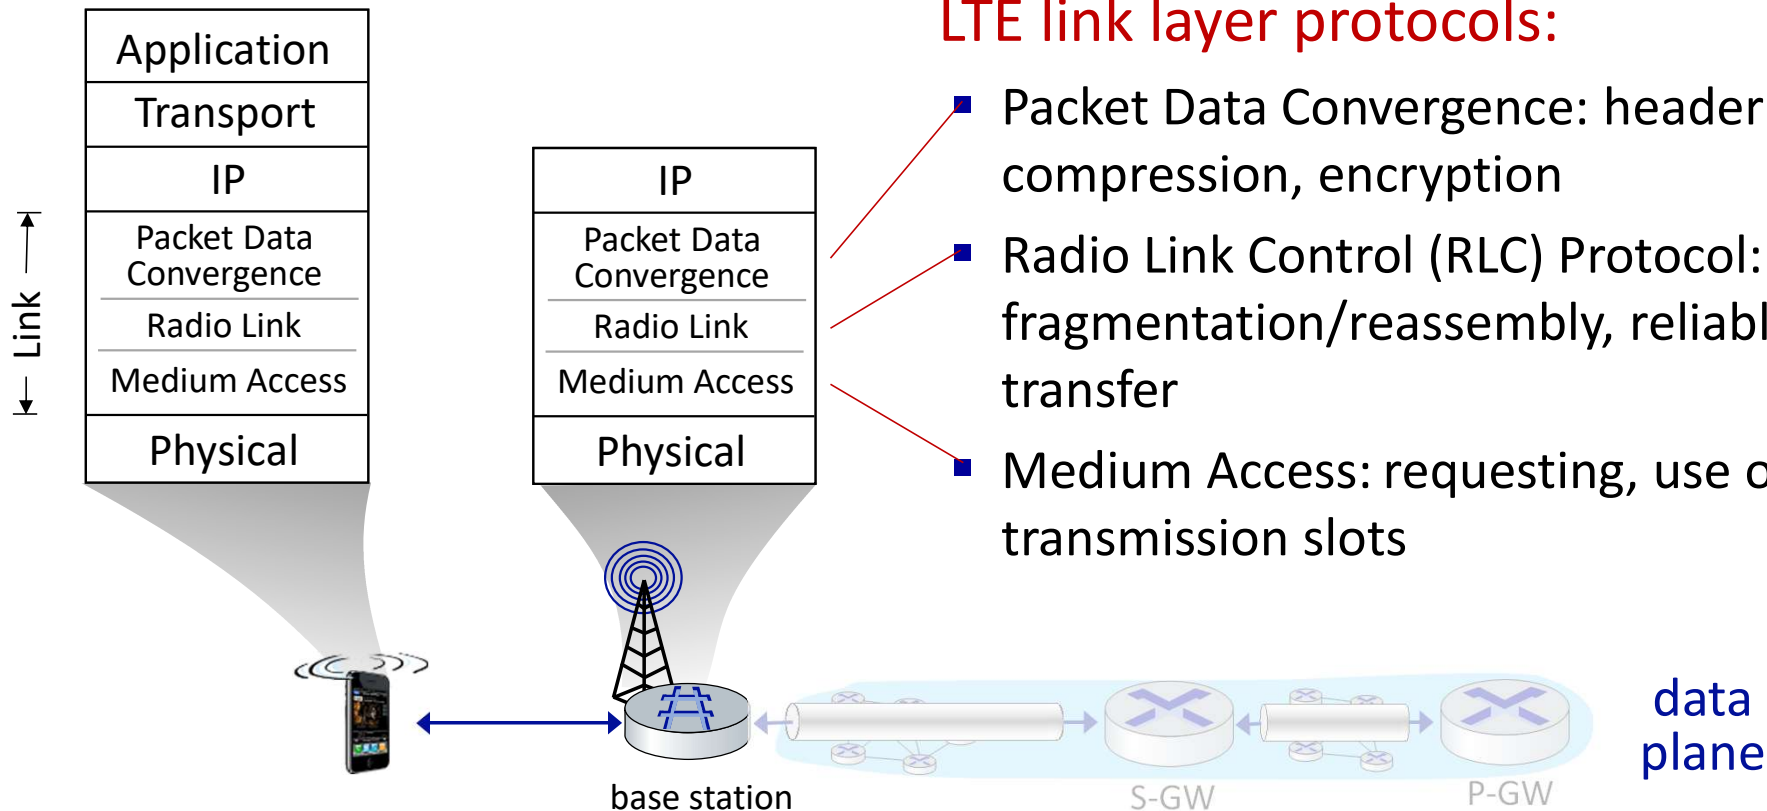 Application
Transport
IP
Packet Data
Convergence
Radio Link
Medium Access
Physical
Link
IP
Packet Data
Convergence
Radio Link
Medium Access
Physical
LTE link layer protocols:
Packet Data Convergence: header
compression, encryption
Radio Link Control (RLC) Protocol:
fragmentation/reassembly, reliabl
transfer
Medium Access: requesting, use o
transmission slots
base station
S-GW
P-GW
data
plane